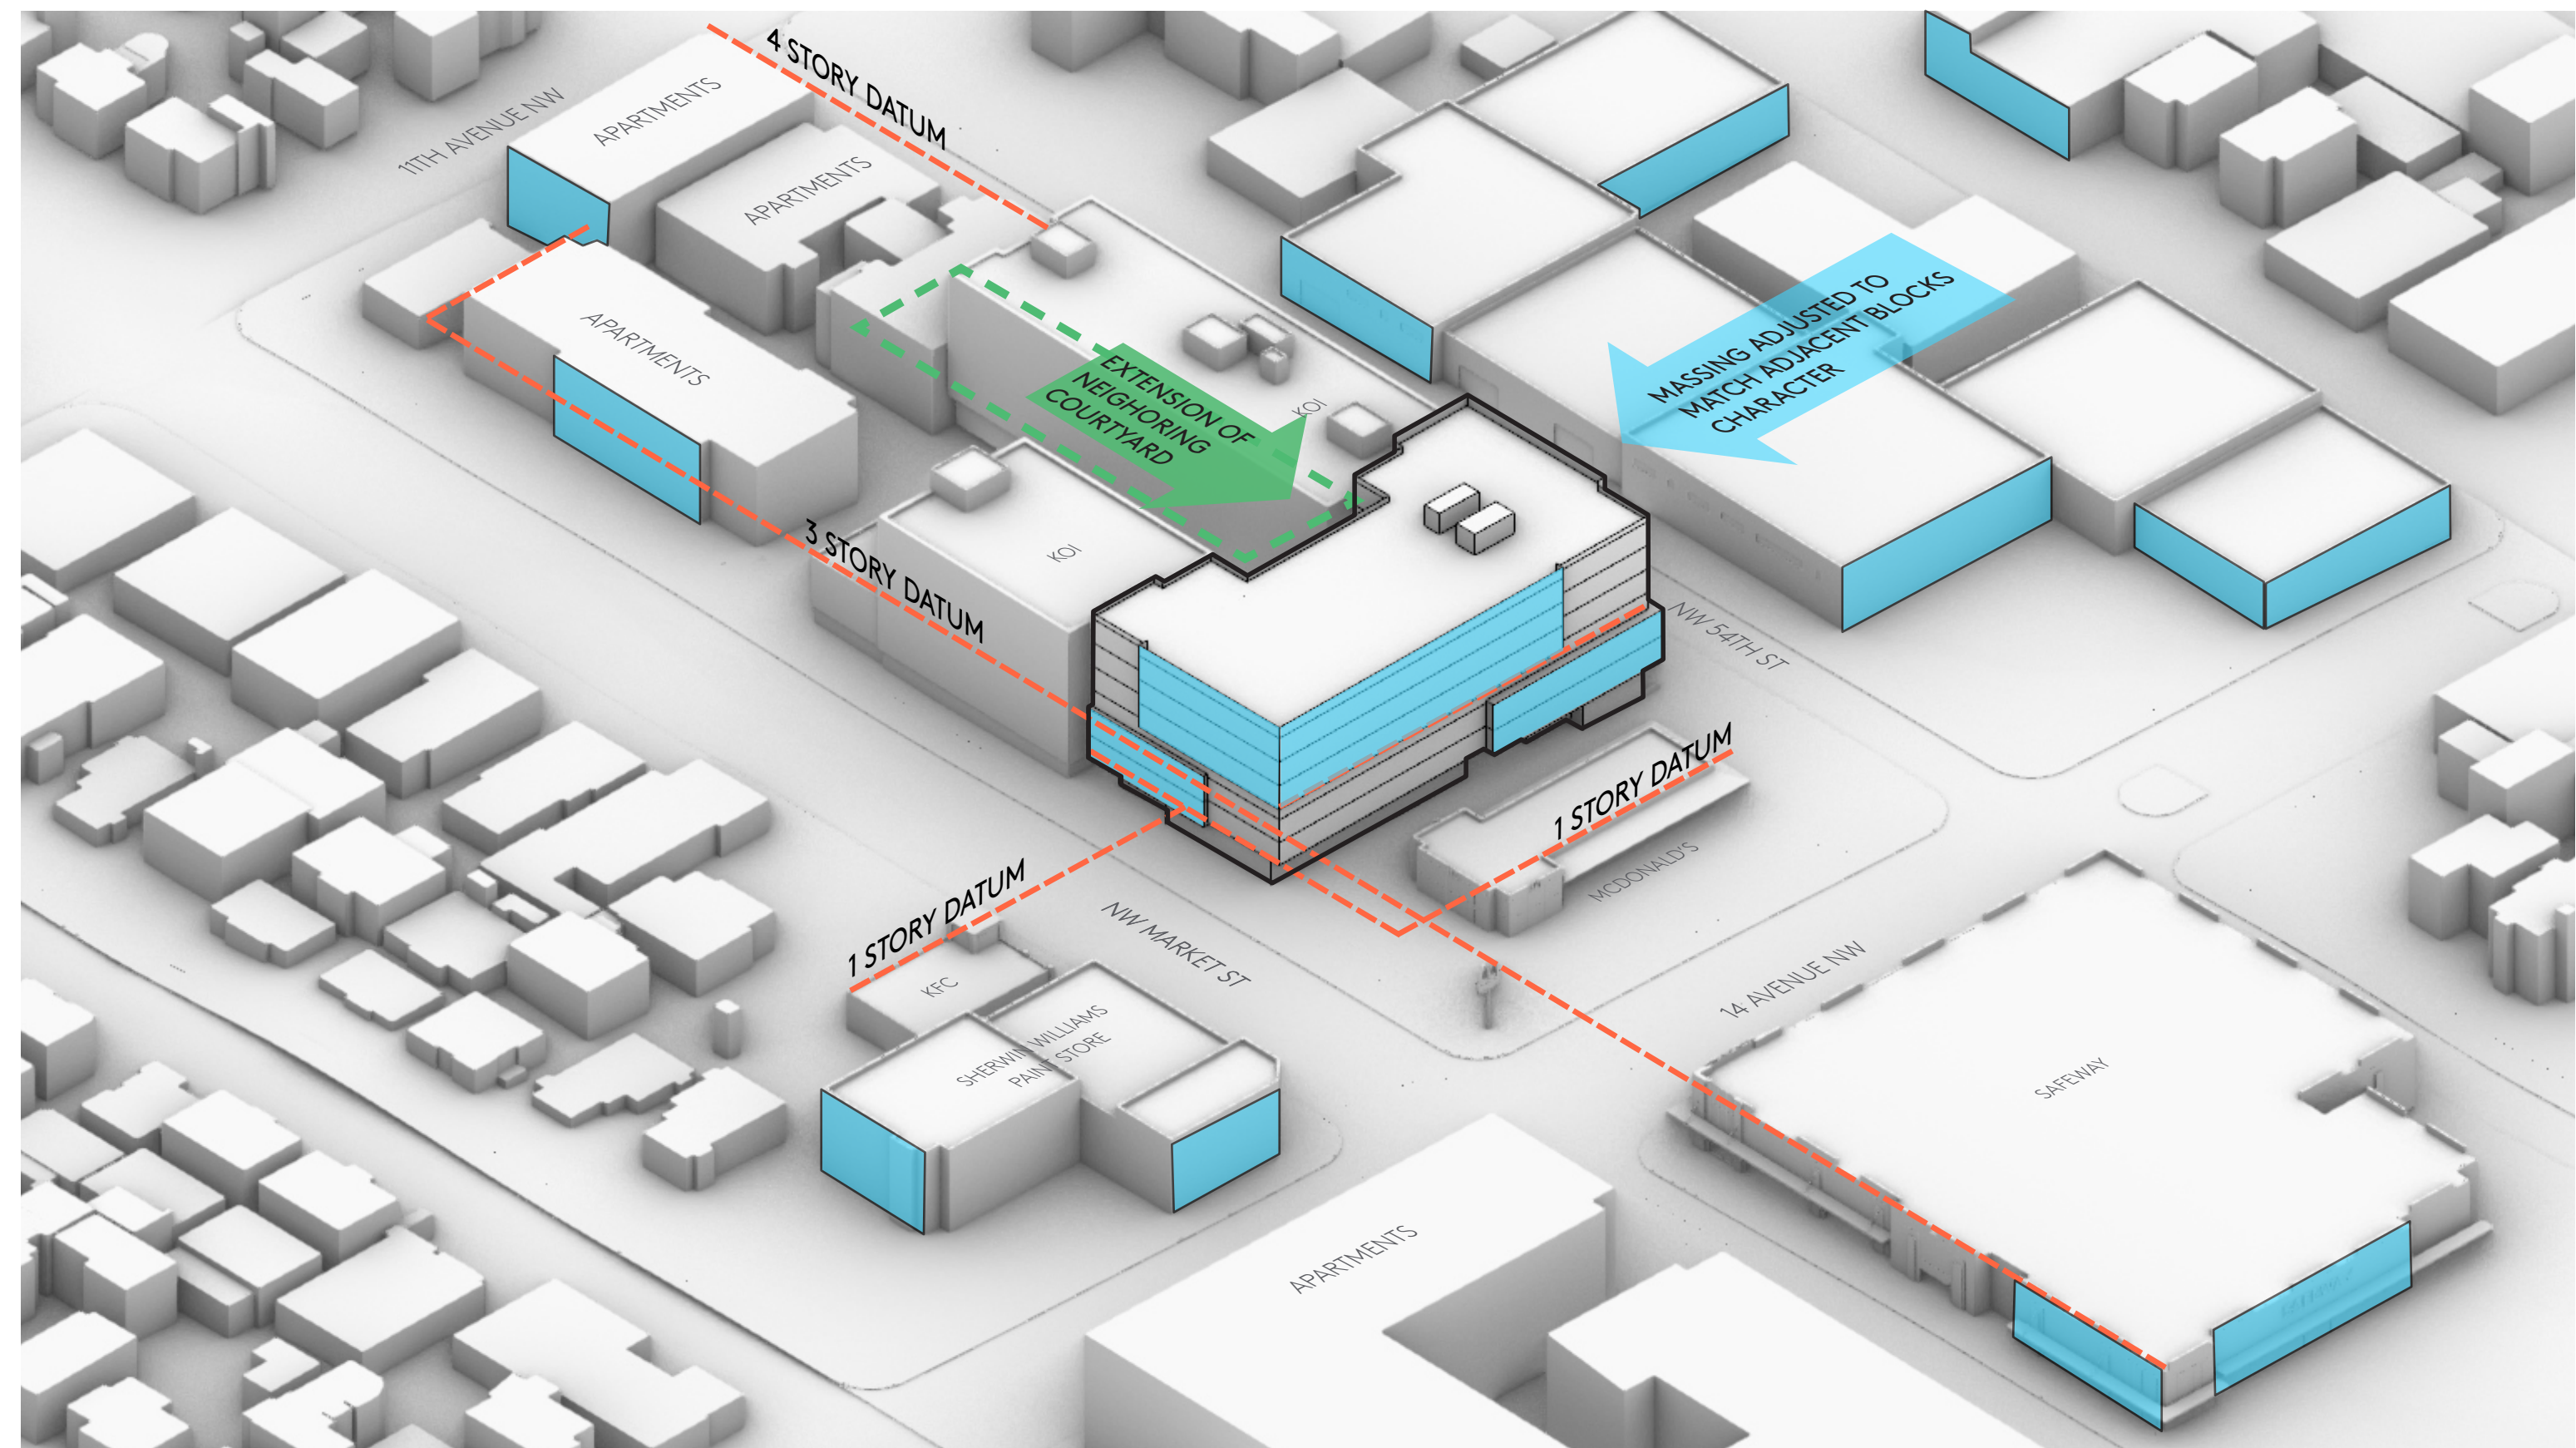 4 STORY DATUM
11TH AVENUE NW
APARTMENTS
APARTMENTS
APARTMENTS
MASSING ADJUSTED TO
MATCH ADJACENT BLOCKS
CHARACTER
EXTENSION OF
NEIGHORING
COURTYARD
KOI
KOI
3 STORY DATUM
NW 54TH ST
1 STORY DATUM
MCDONALD'S
1 STORY DATUM
KFC
NW MARKET ST
14 AVENUE NW
SHERWIN WILLIAMS
PAINT STORE
SAFEWAY
APARTMENTS